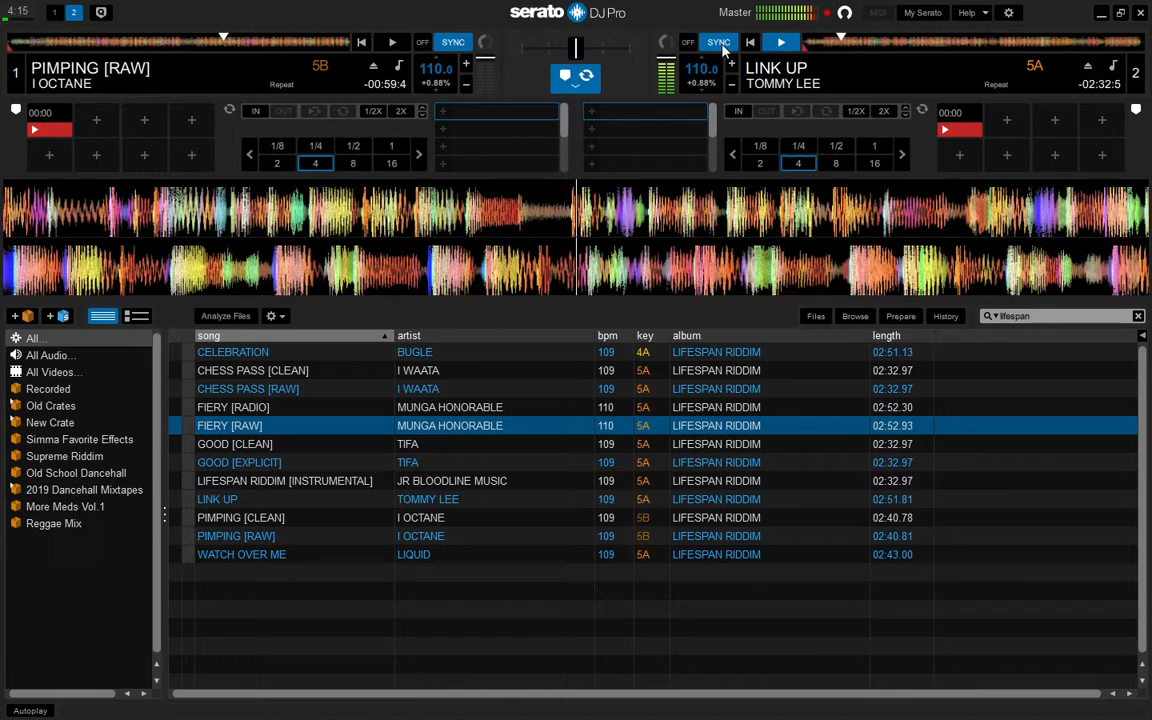 4:15 1 2 serato DJ Pro Master MIDI My Serato Help
OFF SYNC OFF SYNC
1 PIMPING [RAW] 5B 110.0 + 110.0 + LINK UP 5A 2
I OCTANE Repeat -00:59:4 +0.88% - +0.88% - TOMMY LEE Repeat -02:32:5
00:00 IN OUT 1/2X 2X IN OUT 1/2X 2X 00:00
1/8 1/4 1/2 1 1/8 1/4 1/2 1
2 4 8 16 2 4 8 16
Analyze Files Files Browse Prepare History lifespan
All...
All Audio...
All Videos...
Recorded
Old Crates
New Crate
Simma Favorite Effects
Supreme Riddim
Old School Dancehall
2019 Dancehall Mixtapes
More Meds Vol.1
Reggae Mix
song artist bpm key album length
CELEBRATION BUGLE 109 4A LIFESPAN RIDDIM 02:51.13
CHESS PASS [CLEAN] I WAATA 109 5A LIFESPAN RIDDIM 02:32.97
CHESS PASS [RAW] I WAATA 109 5A LIFESPAN RIDDIM 02:32.97
FIERY [RADIO] MUNGA HONORABLE 110 5A LIFESPAN RIDDIM 02:52.30
FIERY [RAW] MUNGA HONORABLE 110 5A LIFESPAN RIDDIM 02:52.93
GOOD [CLEAN] TIFA 109 5A LIFESPAN RIDDIM 02:32.97
GOOD [EXPLICIT] TIFA 109 5A LIFESPAN RIDDIM 02:32.97
LIFESPAN RIDDIM [INSTRUMENTAL] JR BLOODLINE MUSIC 109 5A LIFESPAN RIDDIM 02:32.97
LINK UP TOMMY LEE 109 5A LIFESPAN RIDDIM 02:51.81
PIMPING [CLEAN] I OCTANE 109 5B LIFESPAN RIDDIM 02:40.78
PIMPING [RAW] I OCTANE 109 5B LIFESPAN RIDDIM 02:40.81
WATCH OVER ME LIQUID 109 5A LIFESPAN RIDDIM 02:43.00
Autoplay